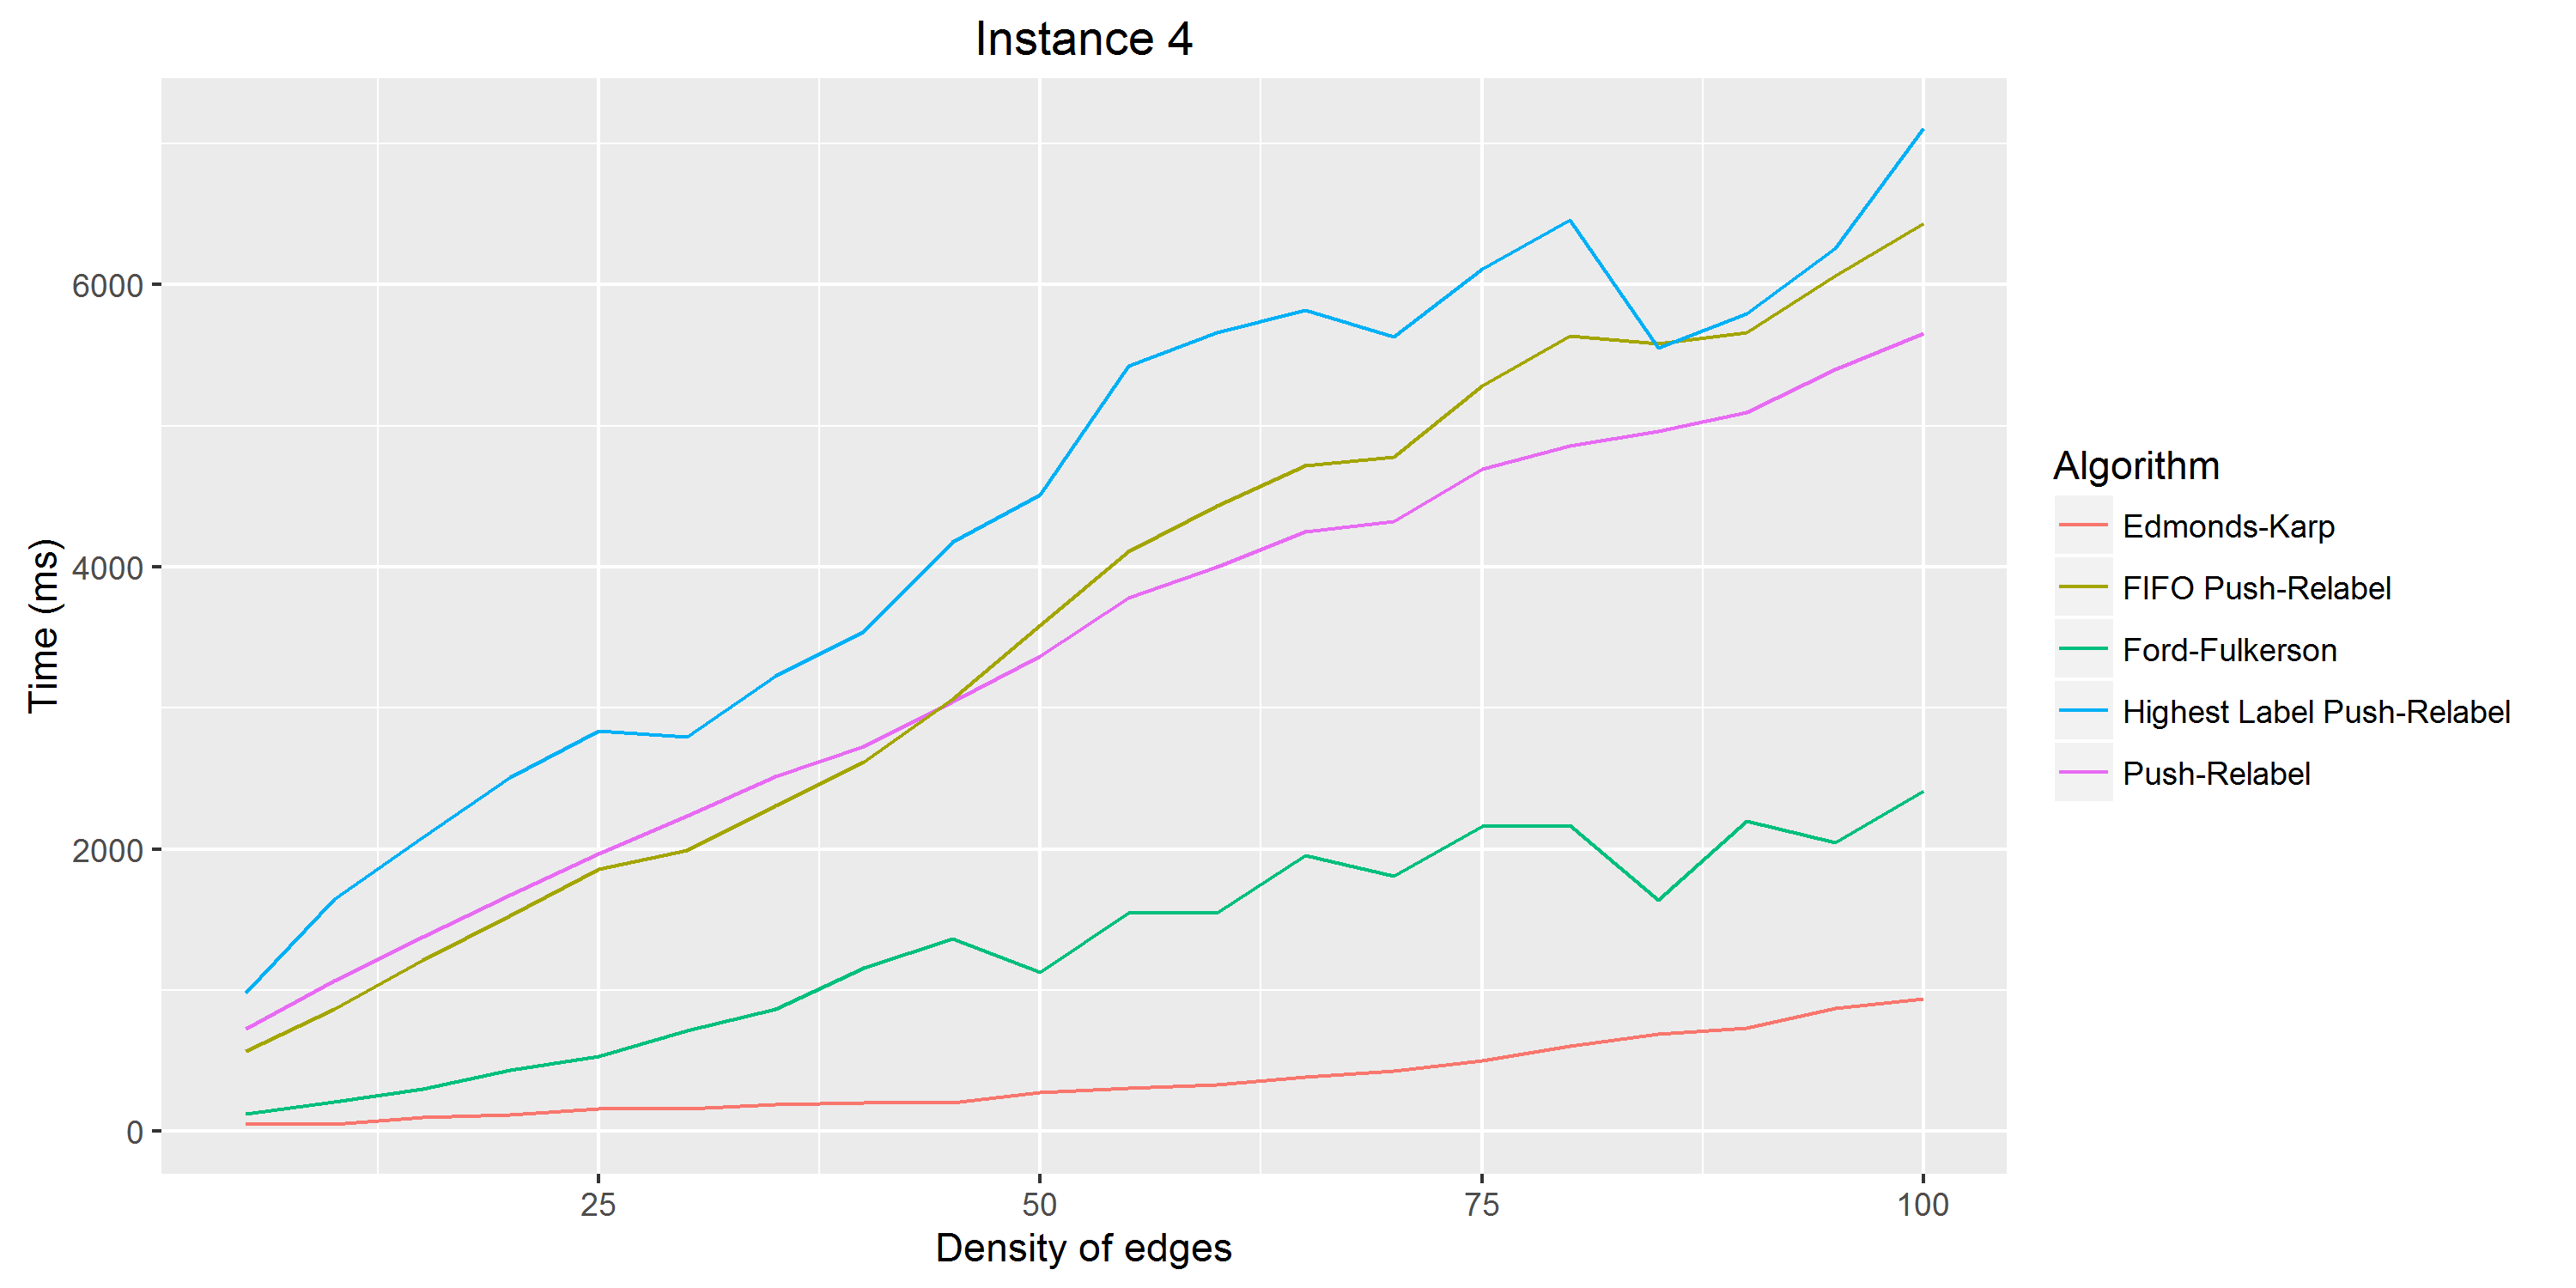 Instance 4
Time (ms)
6000
4000
2000
0
25
50
75
100
Density of edges
Algorithm
Edmonds-Karp
FIFO Push-Relabel
Ford-Fulkerson
Highest Label Push-Relabel
Push-Relabel